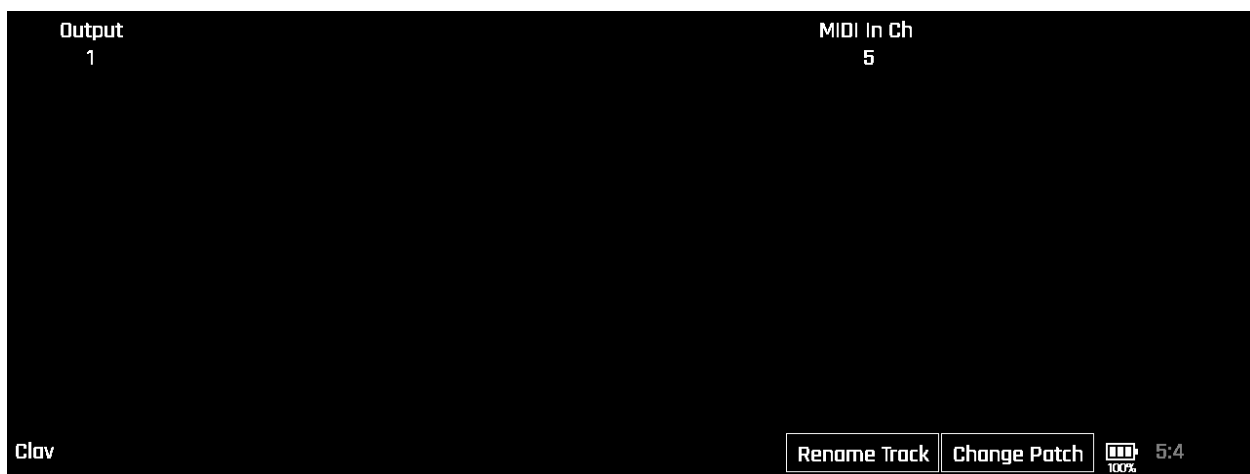 Output
1
MIDI In Ch
5
Clav
Rename Track
Change Patch
100%
5:4